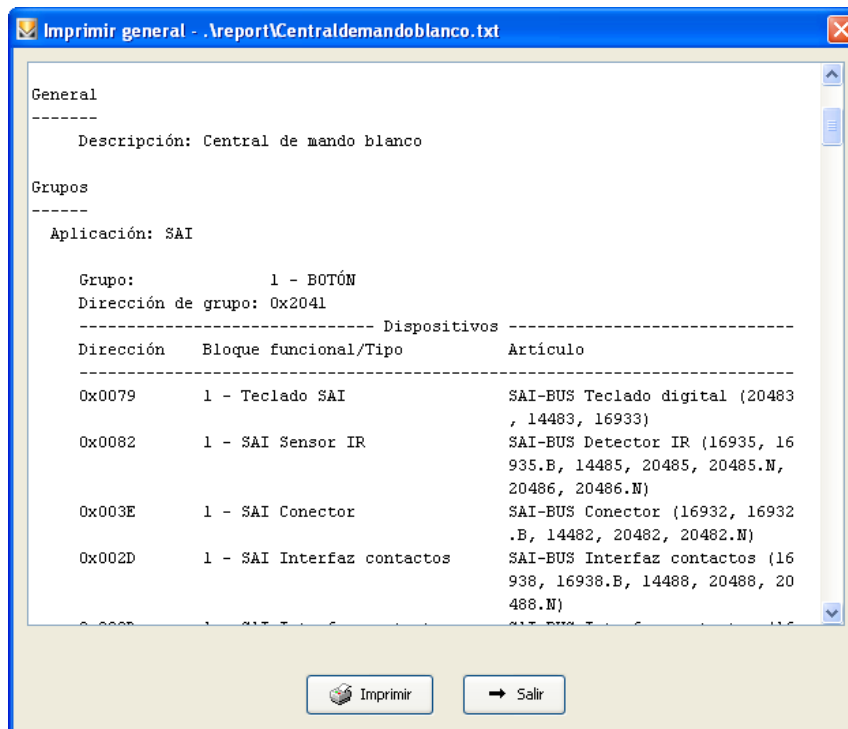 Imprimir general - .\report\Centraldemandoblanco.txt
General
-------
Descripción: Central de mando blanco
Grupos
------
Aplicación: SAI
Grupo: 1 - BOTÓN
Dirección de grupo: 0x2041
------------------------------- Dispositivos ------------------------------
Dirección Bloque funcional/Tipo Artículo
---------------------------------------------------------------------------
0x0079 1 - Teclado SAI SAI-BUS Teclado digital (20483
, 14483, 16933)
0x0082 1 - SAI Sensor IR SAI-BUS Detector IR (16935, 16
935.B, 14485, 20485, 20485.N,
20486, 20486.N)
0x003E 1 - SAI Conector SAI-BUS Conector (16932, 16932
.B, 14482, 20482, 20482.N)
0x002D 1 - SAI Interfaz contactos SAI-BUS Interfaz contactos (16
938, 16938.B, 14488, 20488, 20
488.N)
Imprimir
Salir